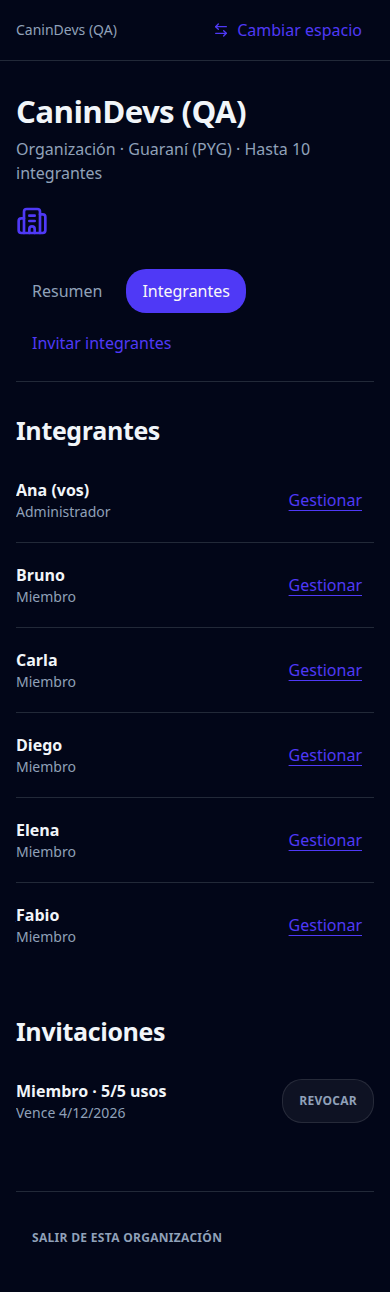 CaninDevs (QA)
Cambiar espacio
CaninDevs (QA)
Organización · Guaraní (PYG) · Hasta 10
integrantes
Resumen
Integrantes
Invitar integrantes
Integrantes
Ana (vos)
Administrador
Gestionar
Bruno
Miembro
Gestionar
Carla
Miembro
Gestionar
Diego
Miembro
Gestionar
Elena
Miembro
Gestionar
Fabio
Miembro
Gestionar
Invitaciones
Miembro · 5/5 usos
Vence 4/12/2026
REVOCAR
SALIR DE ESTA ORGANIZACIÓN